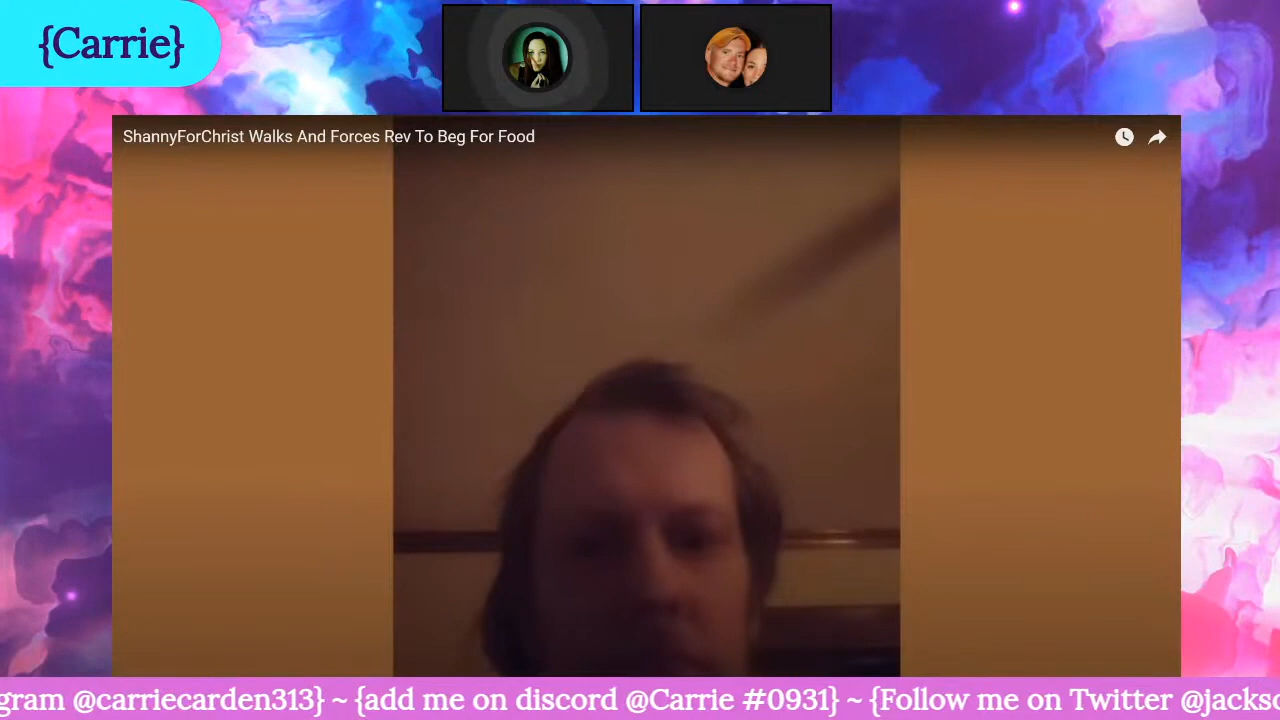 {Carrie}
ShannyForChrist Walks And Forces Rev To Beg For Food
gram @carriecarden313} ~ {add me on discord @Carrie #0931} ~ {Follow me on Twitter @jackso